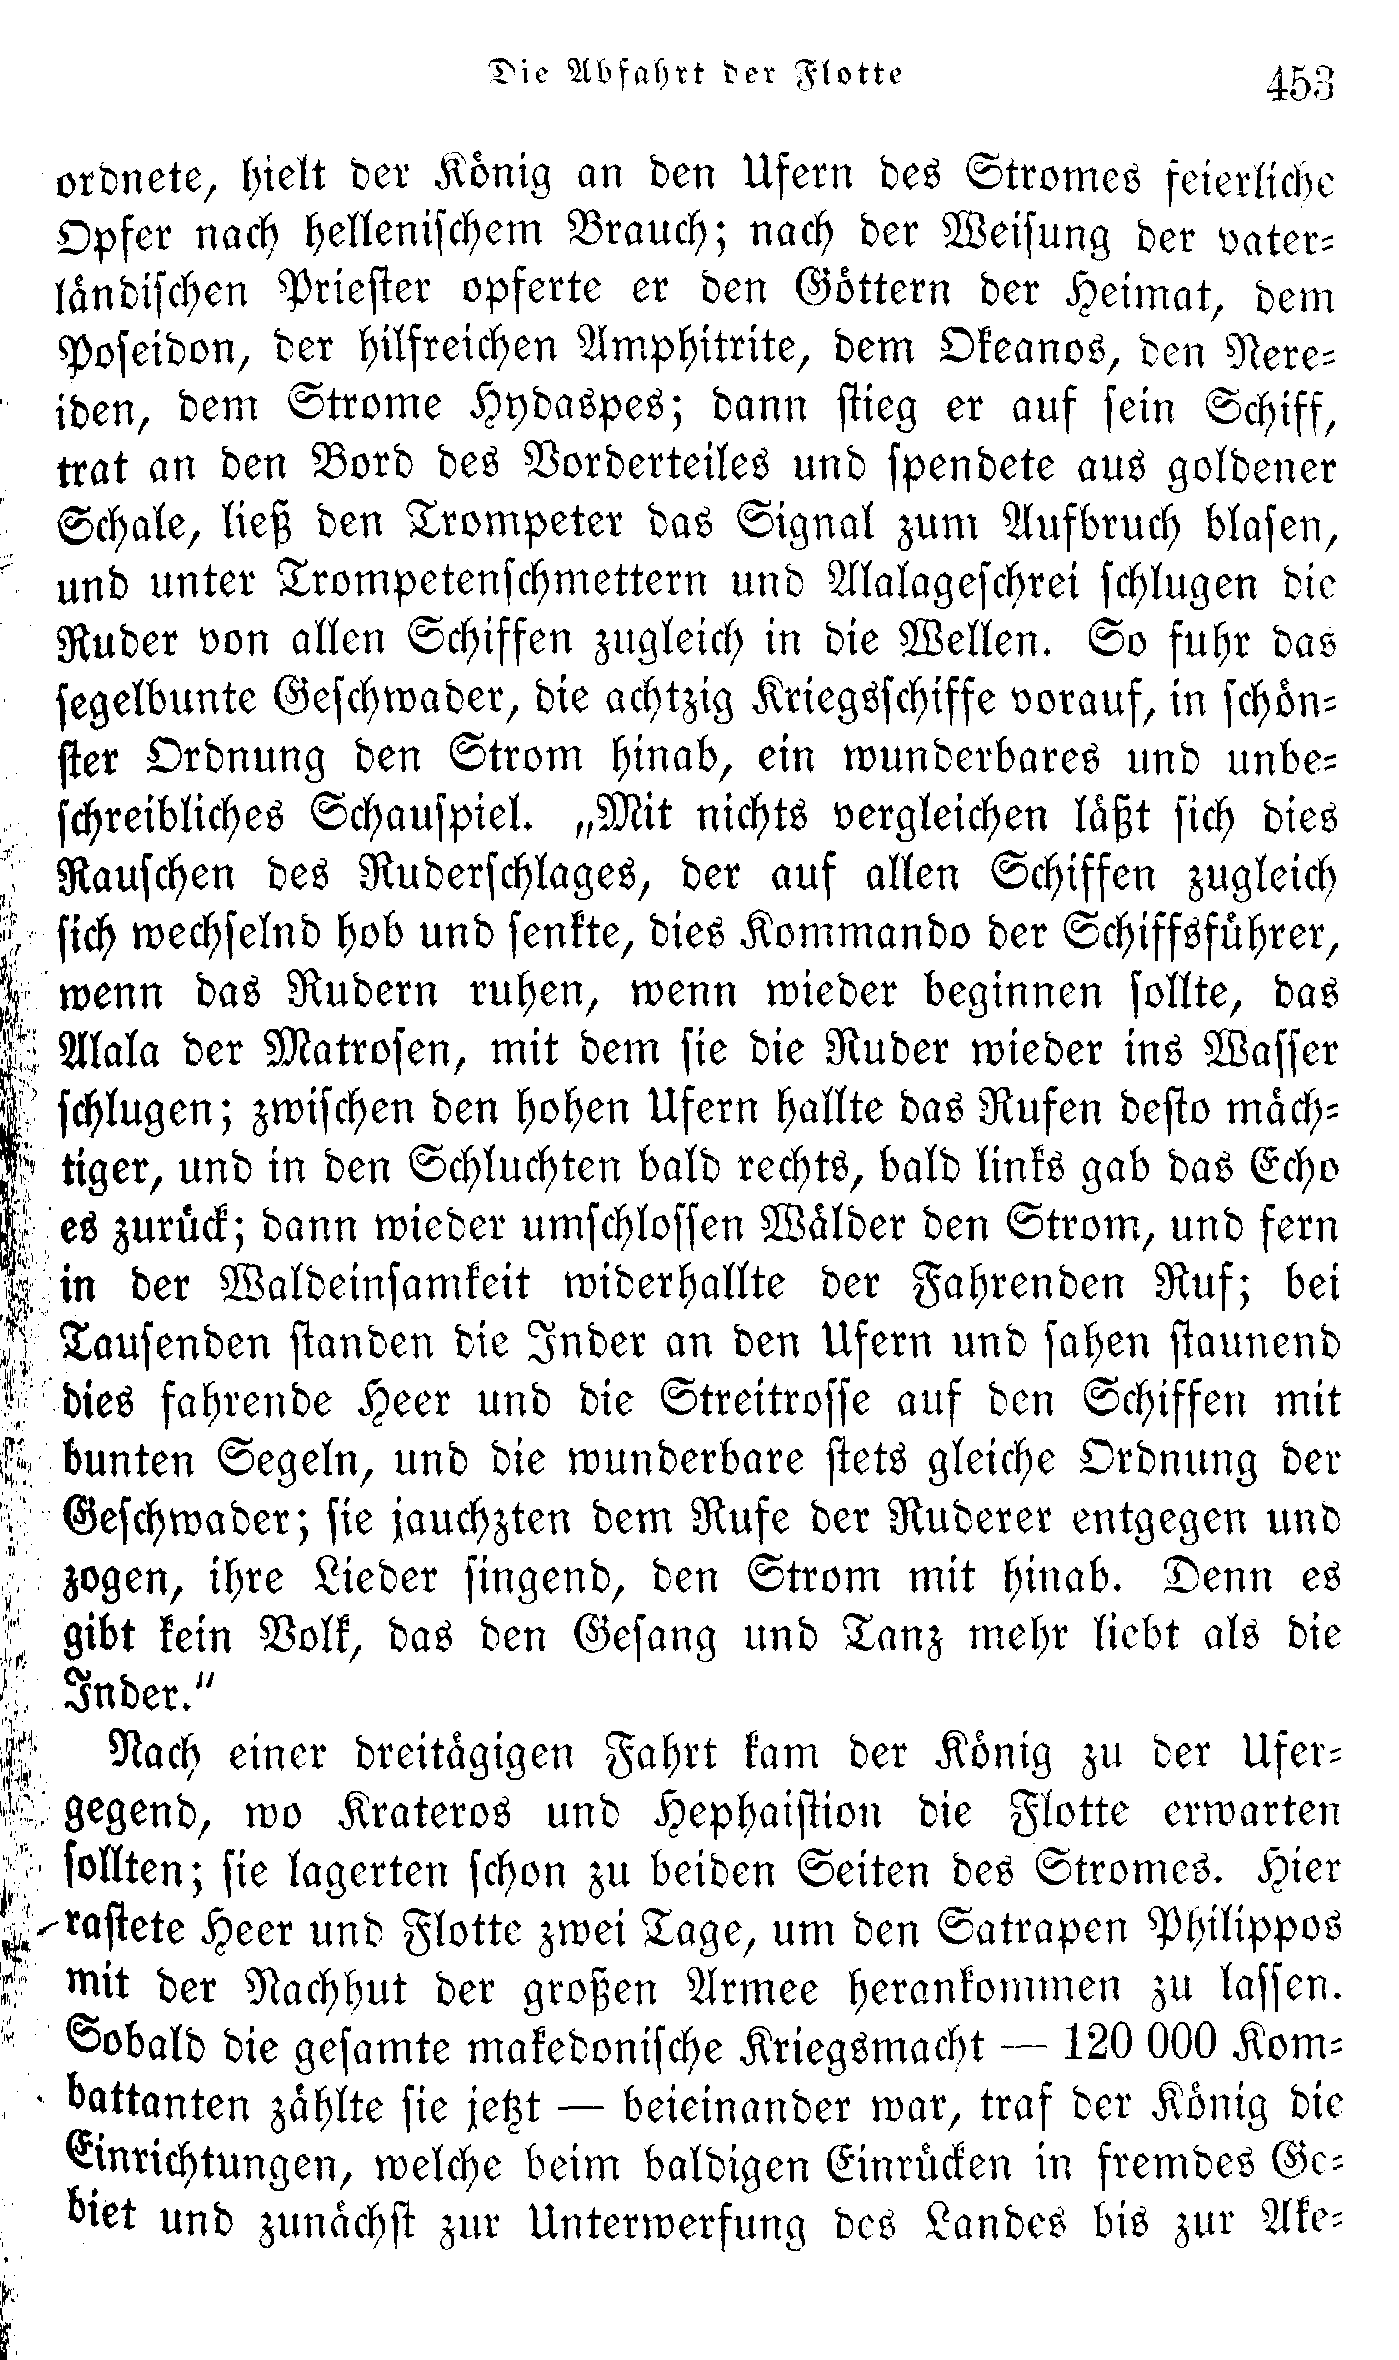 Die Abfahrt der Flotte 453
ordnete, hielt der König an den Ufern des Stromes feierliche
Opfer nach hellenischem Brauch; nach der Weisung der vater-
ländischen Priester opferte er den Göttern der Heimat, dem
Poseidon, der hilfreichen Amphitrite, dem Okeanos, den Nere-
iden, dem Strome Hydaspes; dann stieg er auf sein Schiff,
trat an den Bord des Vorderteiles und spendete aus goldener
Schale, ließ den Trompeter das Signal zum Aufbruch blasen,
und unter Trompetenschmettern und Alalageschrei schlugen die
Ruder von allen Schiffen zugleich in die Wellen. So fuhr das
segelbunte Geschwader, die achtzig Kriegsschiffe vorauf, in schön-
ster Ordnung den Strom hinab, ein wunderbares und unbe-
schreibliches Schauspiel. „Mit nichts vergleichen läßt sich dies
Rauschen des Ruderschlages, der auf allen Schiffen zugleich
sich wechselnd hob und senkte, dies Kommando der Schiffsführer,
wenn das Rudern ruhen, wenn wieder beginnen sollte, das
Alala der Matrosen, mit dem sie die Ruder wieder ins Wasser
schlugen; zwischen den hohen Ufern hallte das Rufen desto mäch-
tiger, und in den Schluchten bald rechts, bald links gab das Echo
es zurück; dann wieder umschlossen Wälder den Strom, und fern
in der Waldeinsamkeit widerhallte der Fahrenden Ruf; bei
Tausenden standen die Inder an den Ufern und sahen staunend
dies fahrende Heer und die Streitrosse auf den Schiffen mit
bunten Segeln, und die wunderbare stets gleiche Ordnung der
Geschwader; sie jauchzten dem Rufe der Ruderer entgegen und
zogen, ihre Lieder singend, den Strom mit hinab. Denn es
gibt kein Volk, das den Gesang und Tanz mehr liebt als die
Inder.“
Nach einer dreitägigen Fahrt kam der König zu der Ufer-
gegend, wo Krateros und Hephaistion die Flotte erwarten
sollten; sie lagerten schon zu beiden Seiten des Stromes. Hier
rastete Heer und Flotte zwei Tage, um den Satrapen Philippos
mit der Nachhut der großen Armee herankommen zu lassen.
Sobald die gesamte makedonische Kriegsmacht — 120 000 Kom-
battanten zählte sie jetzt — beieinander war, traf der König die
Einrichtungen, welche beim baldigen Einrücken in fremdes Ge-
biet und zunächst zur Unterwerfung des Landes bis zur Ake-